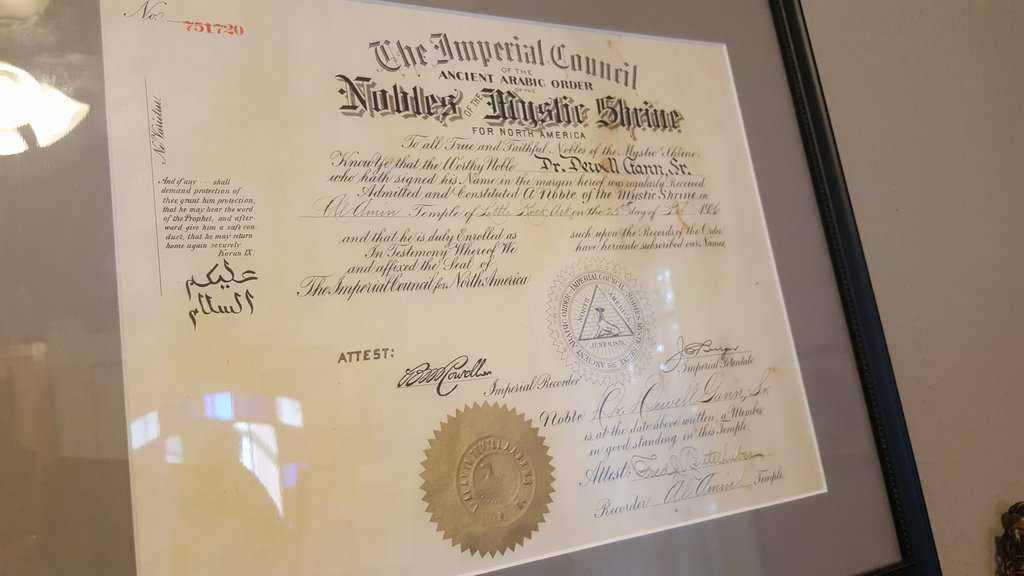 No. 751720
The Imperial Council
OF THE
ANCIENT ARABIC ORDER
OF THE
Nobles OF THE Mystic Shrine
FOR NORTH AMERICA
To all True and Faithful Nobles of the Mystic Shrine:
Know Ye that the Worthy Noble Dr. Dewell Gann, Sr.
who hath signed his Name in the margin hereof was regularly Received
Admitted and Constituted A Noble of the Mystic Shrine in
Al Amin Temple of Little Rock Ark on the day of
and that he is duly Enrolled as such upon the Records of the Order
In Testimony Whereof We have hereunto subscribed our Names
and affixed the Seal of
The Imperial Council for North America
Ne Varietur
And if any --- shall
demand protection of
thee, grant him protection,
that he may hear the word
of the Prophet, and after-
ward give him a safe con-
duct, that he may return
home again securely.
Koran IX.
عليكم
السلام
NORTH AMERICA
JUNE 6, 1876
ATTEST:
Imperial Recorder
Imperial Potentate
Noble Dr. Dewell Gann, Sr.
is at the date above written, a Member
in good standing in this Temple.
Attest: Fred
Recorder Al Amin Temple